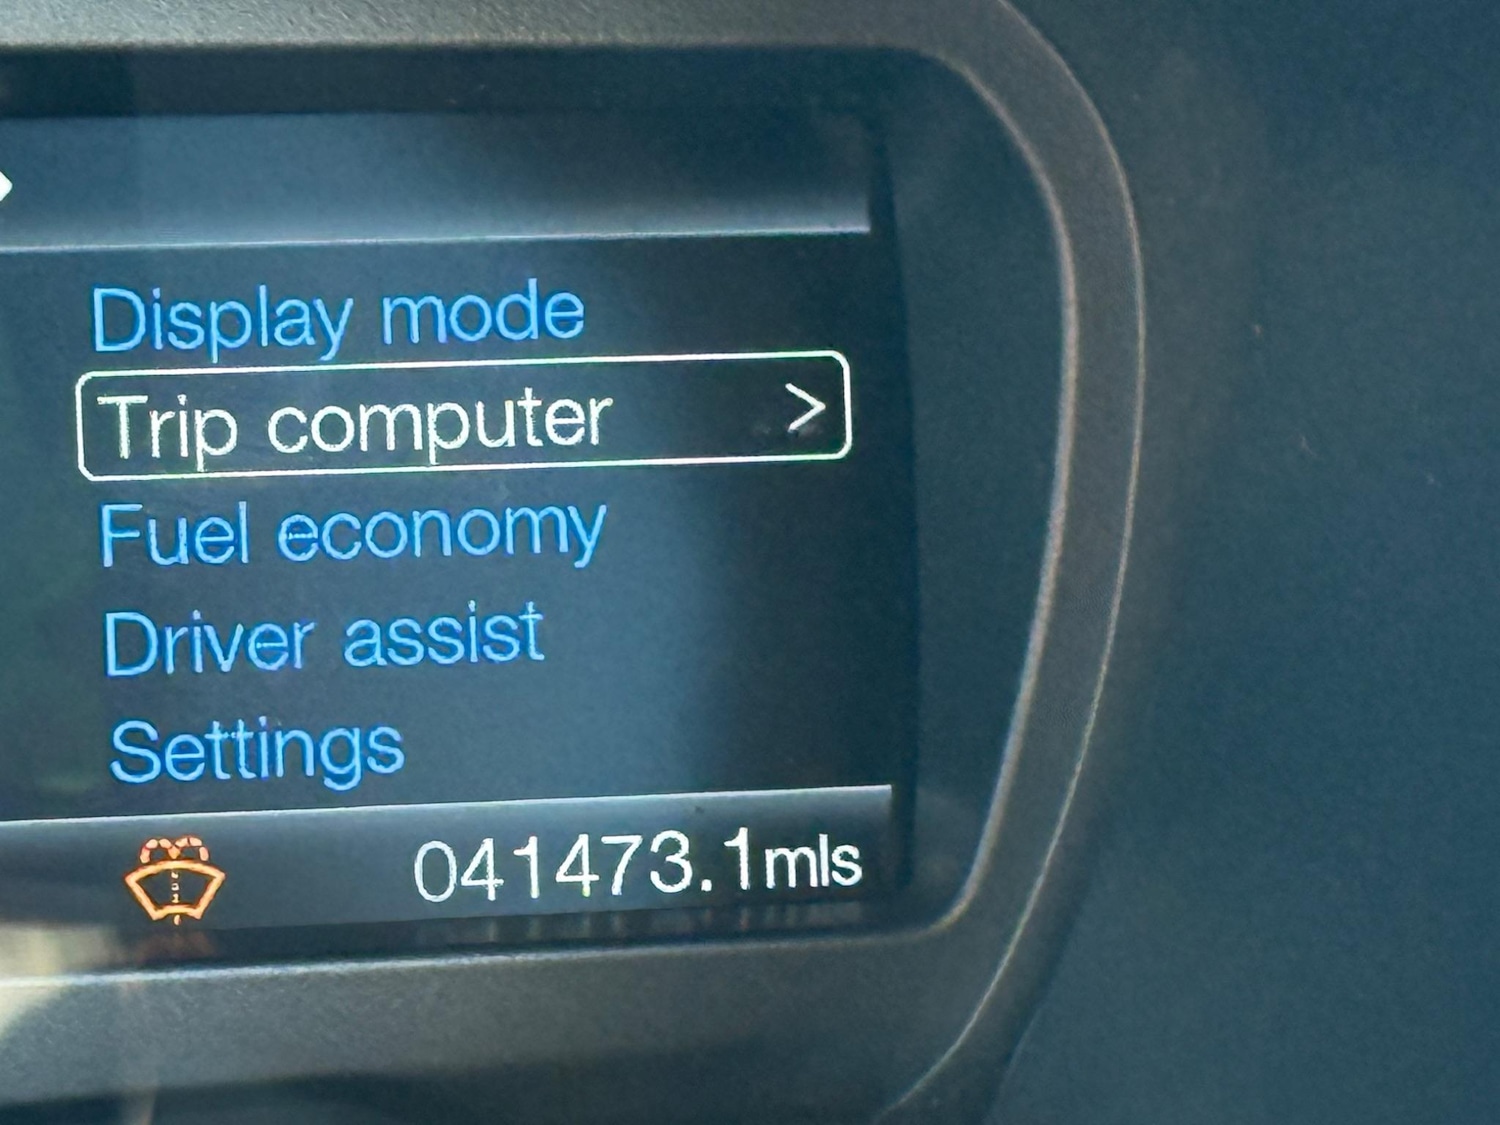 Display mode
Trip computer >
Fuel economy
Driver assist
Settings
041473.1mls